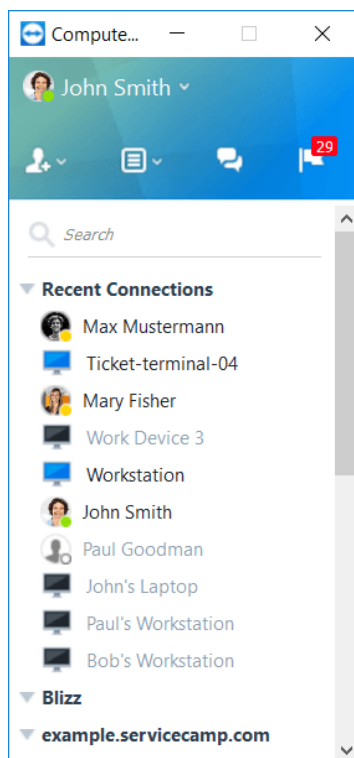 Compute...
John Smith
29
Search
Recent Connections
Max Mustermann
Ticket-terminal-04
Mary Fisher
Work Device 3
Workstation
John Smith
Paul Goodman
John's Laptop
Paul's Workstation
Bob's Workstation
Blizz
example.servicecamp.com